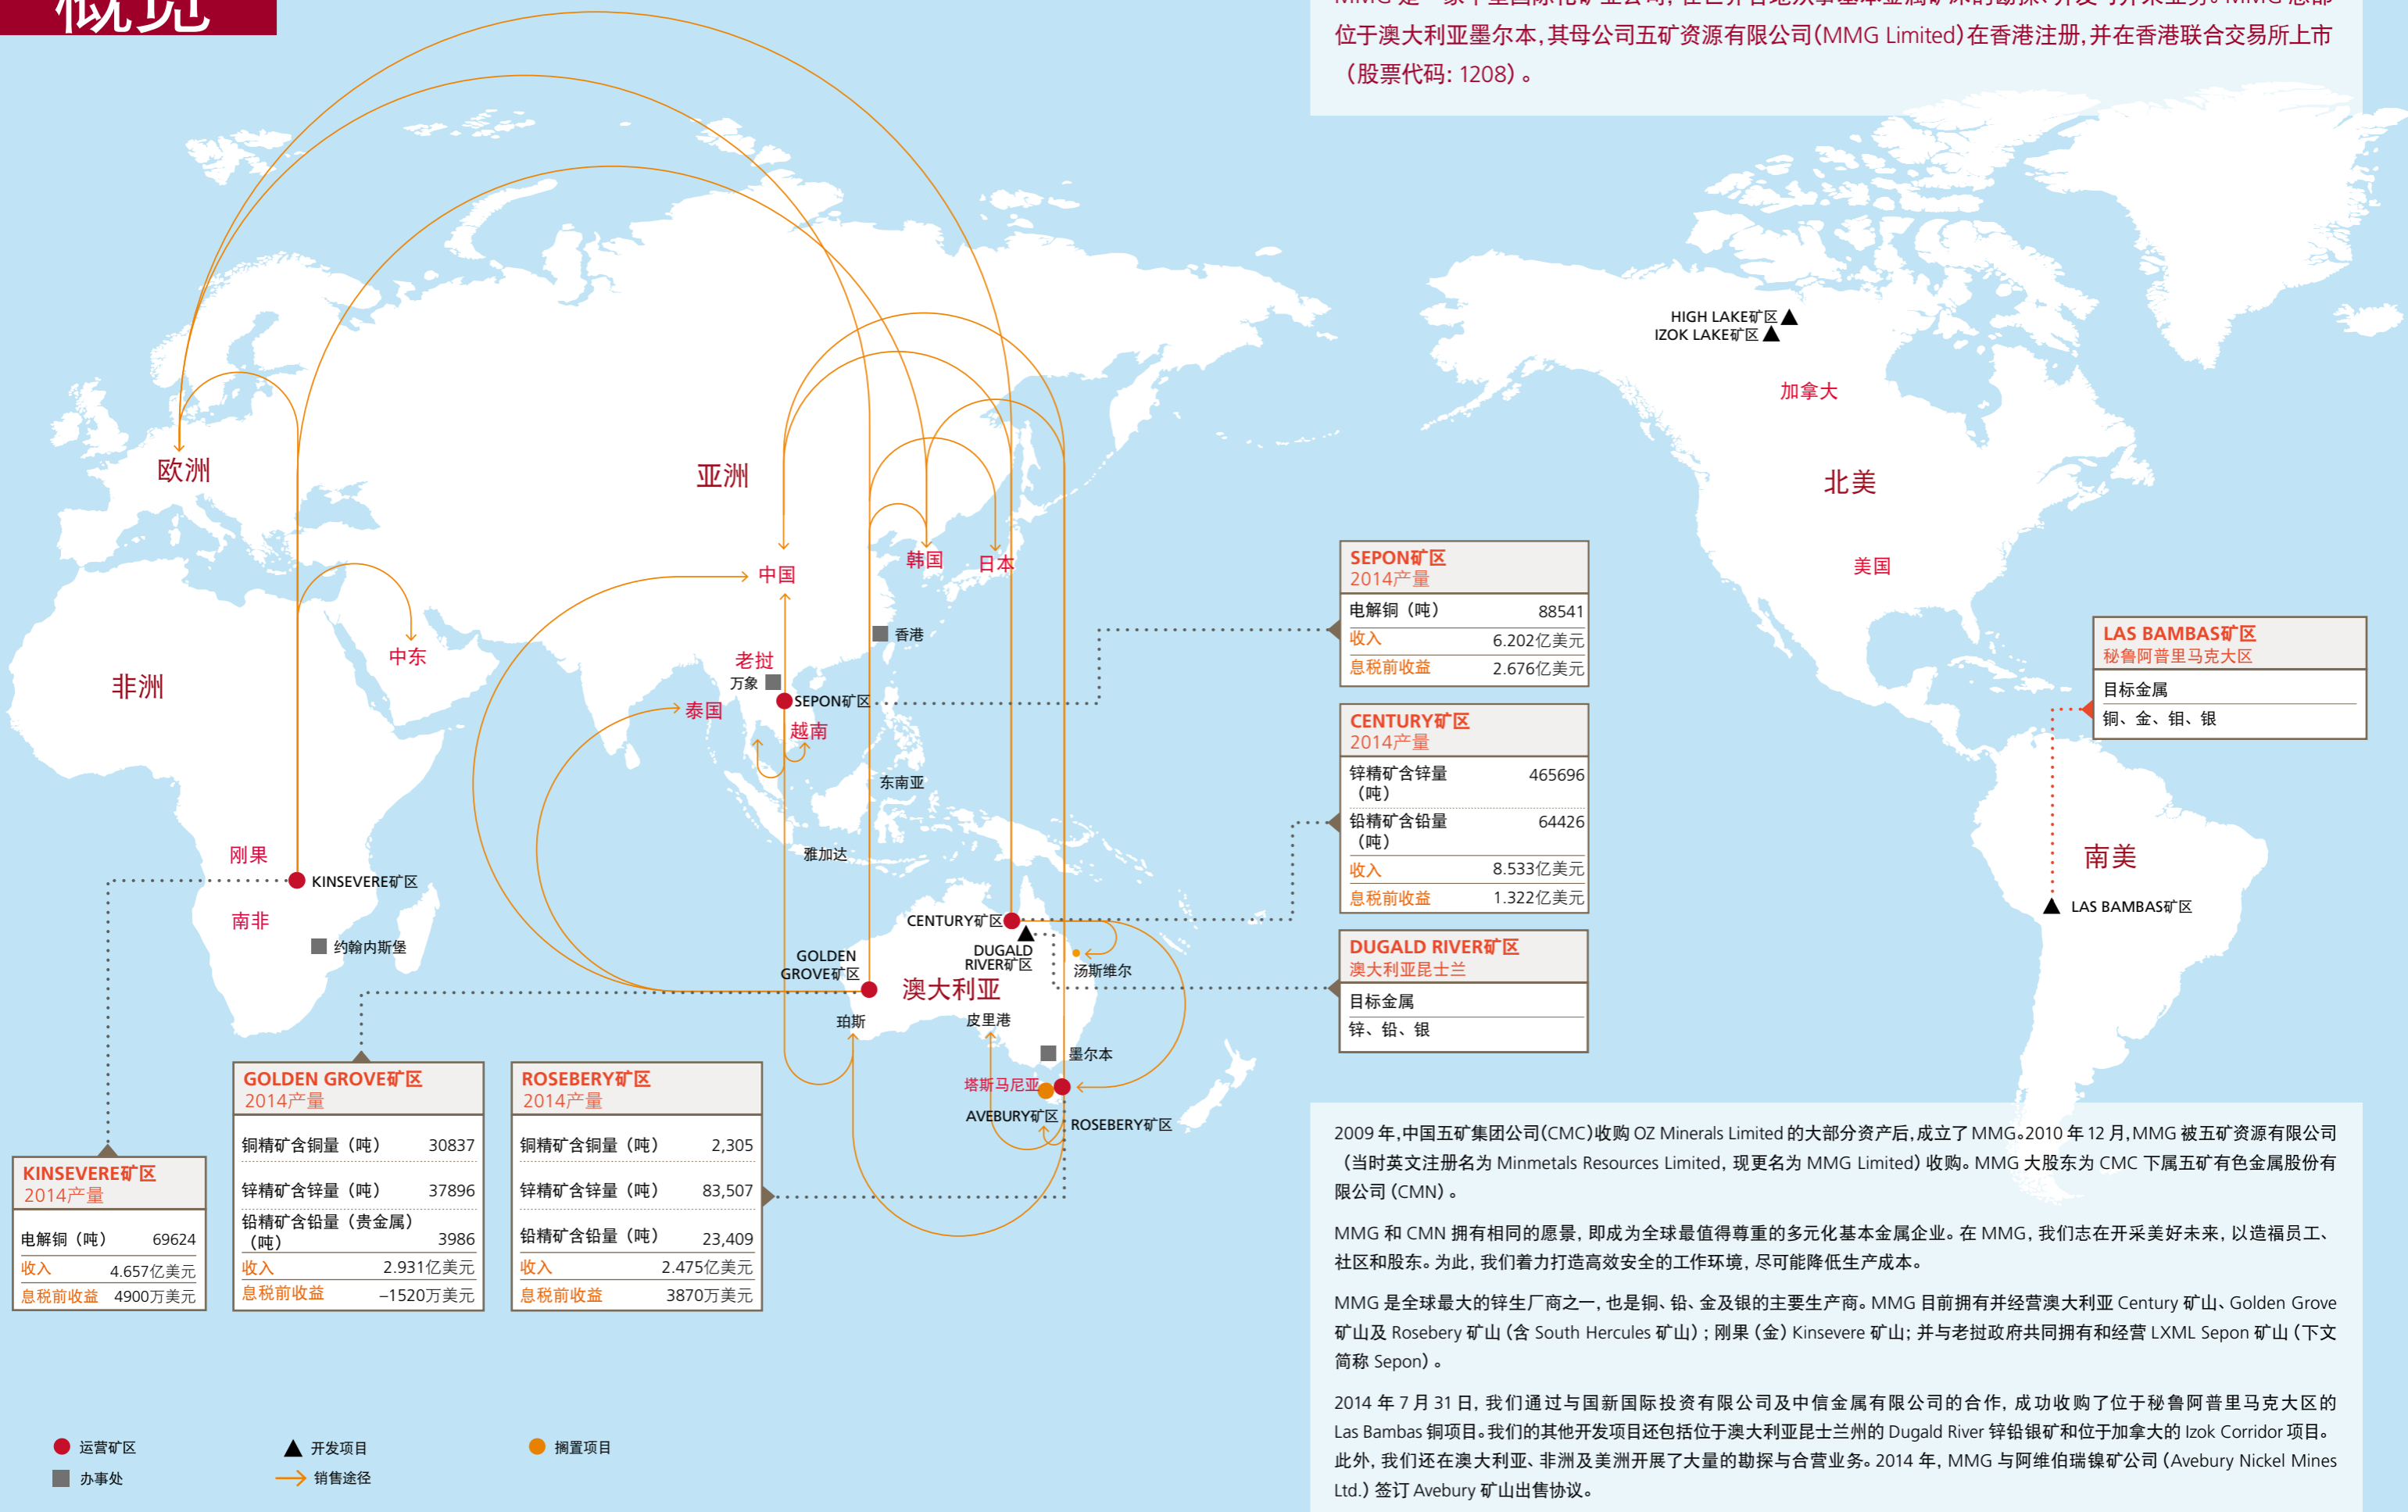 概览
MMG 是一家中型国际化矿业公司, 在世界各地从事基本金属矿床的勘探、开发与开采业务。MMG 总部
位于澳大利亚墨尔本,其母公司五矿资源有限公司(MMG Limited)在香港注册,并在香港联合交易所上市
（股票代码: 1208）。
HIGH LAKE矿区
IZOK LAKE矿区
加拿大
北美
美国
欧洲
亚洲
中国
韩国
日本
香港
中东
非洲
老挝
万象
SEPON矿区
泰国
越南
东南亚
雅加达
刚果
KINSEVERE矿区
南非
约翰内斯堡
CENTURY矿区
DUGALD
RIVER矿区
汤斯维尔
GOLDEN
GROVE矿区
澳大利亚
珀斯
皮里港
墨尔本
塔斯马尼亚
AVEBURY矿区
ROSEBERY矿区
南美
LAS BAMBAS矿区
SEPON矿区
2014产量
电解铜（吨） 88541
收入 6.202亿美元
息税前收益 2.676亿美元
CENTURY矿区
2014产量
锌精矿含锌量 465696
（吨）
铅精矿含铅量 64426
（吨）
收入 8.533亿美元
息税前收益 1.322亿美元
DUGALD RIVER矿区
澳大利亚昆士兰
目标金属
锌、铅、银
LAS BAMBAS矿区
秘鲁阿普里马克大区
目标金属
铜、金、钼、银
KINSEVERE矿区
2014产量
电解铜（吨） 69624
收入 4.657亿美元
息税前收益 4900万美元
GOLDEN GROVE矿区
2014产量
铜精矿含铜量（吨） 30837
锌精矿含锌量（吨） 37896
铅精矿含铅量（贵金属）
（吨） 3986
收入 2.931亿美元
息税前收益 –1520万美元
ROSEBERY矿区
2014产量
铜精矿含铜量（吨） 2,305
锌精矿含锌量（吨） 83,507
铅精矿含铅量（吨） 23,409
收入 2.475亿美元
息税前收益 3870万美元
2009 年,中国五矿集团公司(CMC)收购 OZ Minerals Limited 的大部分资产后,成立了 MMG。2010 年 12 月,MMG 被五矿资源有限公司
（当时英文注册名为 Minmetals Resources Limited, 现更名为 MMG Limited）收购。MMG 大股东为 CMC 下属五矿有色金属股份有
限公司（CMN）。
MMG 和 CMN 拥有相同的愿景, 即成为全球最值得尊重的多元化基本金属企业。在 MMG, 我们志在开采美好未来, 以造福员工、
社区和股东。为此, 我们着力打造高效安全的工作环境, 尽可能降低生产成本。
MMG 是全球最大的锌生厂商之一, 也是铜、铅、金及银的主要生产商。MMG 目前拥有并经营澳大利亚 Century 矿山、Golden Grove
矿山及 Rosebery 矿山（含 South Hercules 矿山）; 刚果（金）Kinsevere 矿山; 并与老挝政府共同拥有和经营 LXML Sepon 矿山（下文
简称 Sepon）。
2014 年 7 月 31 日, 我们通过与国新国际投资有限公司及中信金属有限公司的合作, 成功收购了位于秘鲁阿普里马克大区的
Las Bambas 铜项目。我们的其他开发项目还包括位于澳大利亚昆士兰州的 Dugald River 锌铅银矿和位于加拿大的 Izok Corridor 项目。
此外, 我们还在澳大利亚、非洲及美洲开展了大量的勘探与合营业务。2014 年, MMG 与阿维伯瑞镍矿公司（Avebury Nickel Mines
Ltd.）签订 Avebury 矿山出售协议。
运营矿区
开发项目
搁置项目
办事处
销售途径